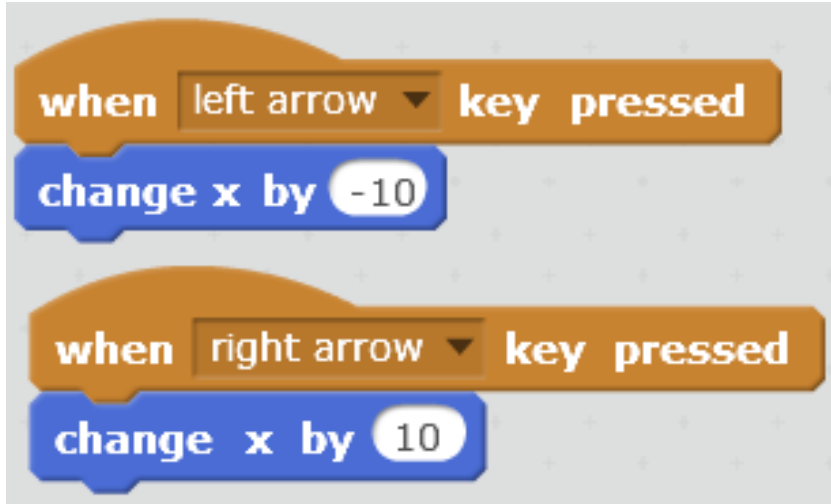 when left arrow key pressed
change x by -10
when right arrow key pressed
change x by 10